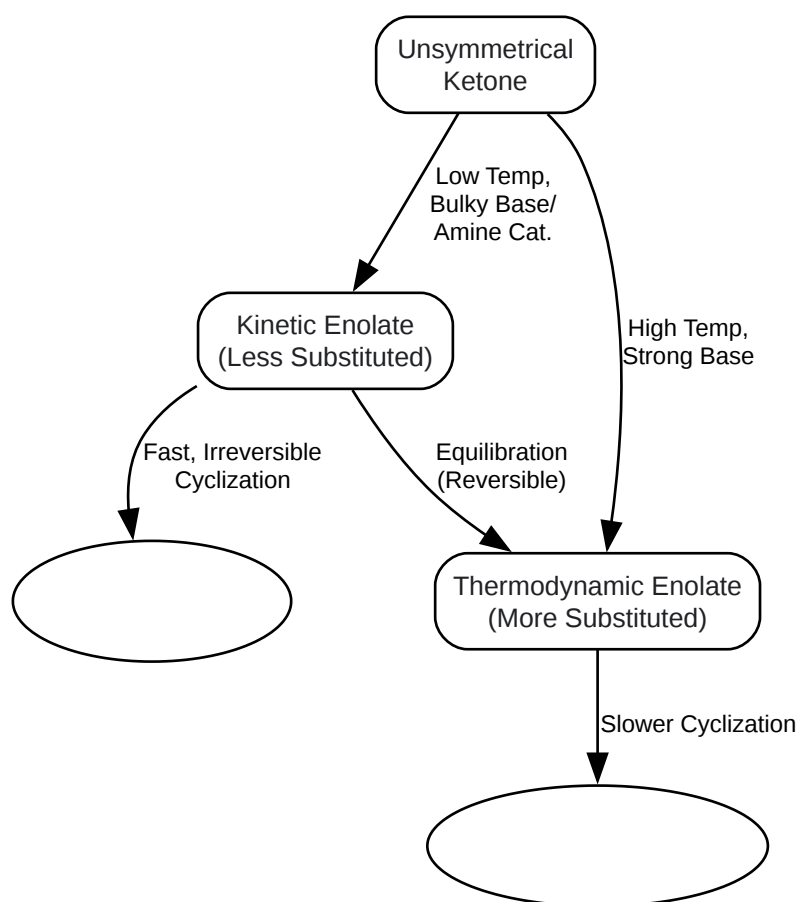 Unsymmetrical
Ketone
Low Temp,
Bulky Base/
Amine Cat.
Kinetic Enolate
(Less Substituted)
High Temp,
Strong Base
Fast, Irreversible
Cyclization
Equilibration
(Reversible)
Thermodynamic Enolate
(More Substituted)
Slower Cyclization